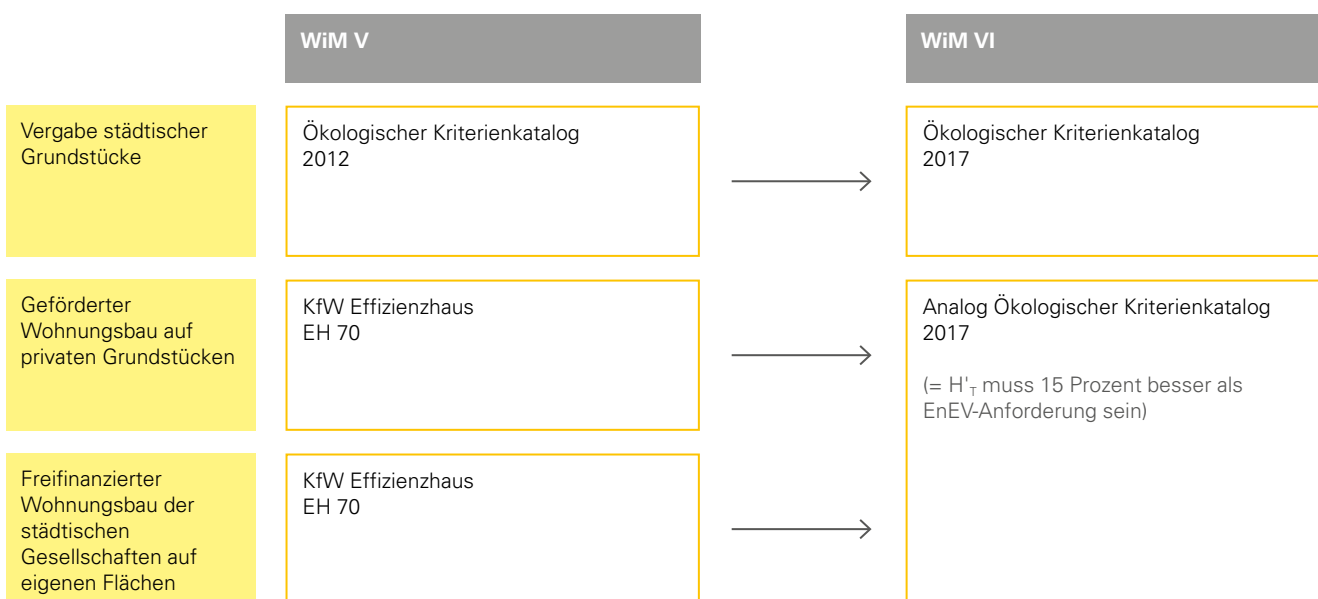 WiM V
WiM VI
Vergabe städtischer
Grundstücke
Ökologischer Kriterienkatalog
2012
Ökologischer Kriterienkatalog
2017
Geförderter
Wohnungsbau auf
privaten Grundstücken
KfW Effizienzhaus
EH 70
Analog Ökologischer Kriterienkatalog
2017
(= H'T muss 15 Prozent besser als
EnEV-Anforderung sein)
Freifinanzierter
Wohnungsbau der
städtischen
Gesellschaften auf
eigenen Flächen
KfW Effizienzhaus
EH 70